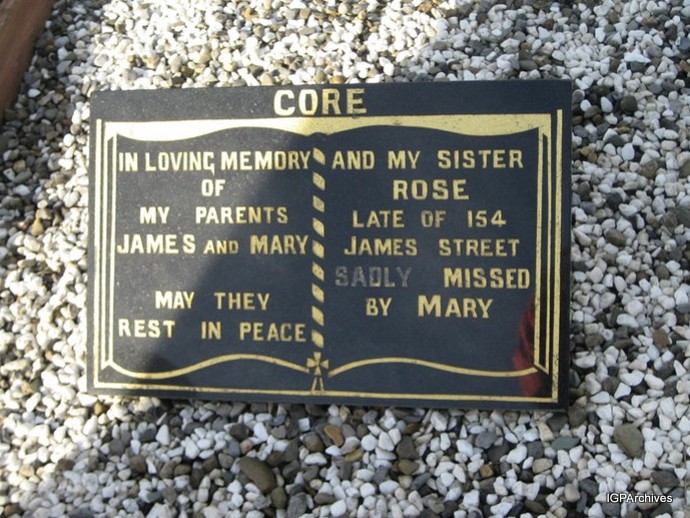 CORE
IN LOVING MEMORY
OF
MY PARENTS
JAMES AND MARY
MAY THEY
REST IN PEACE
AND MY SISTER
ROSE
LATE OF 154
JAMES STREET
SADLY MISSED
BY MARY
IGPArchives